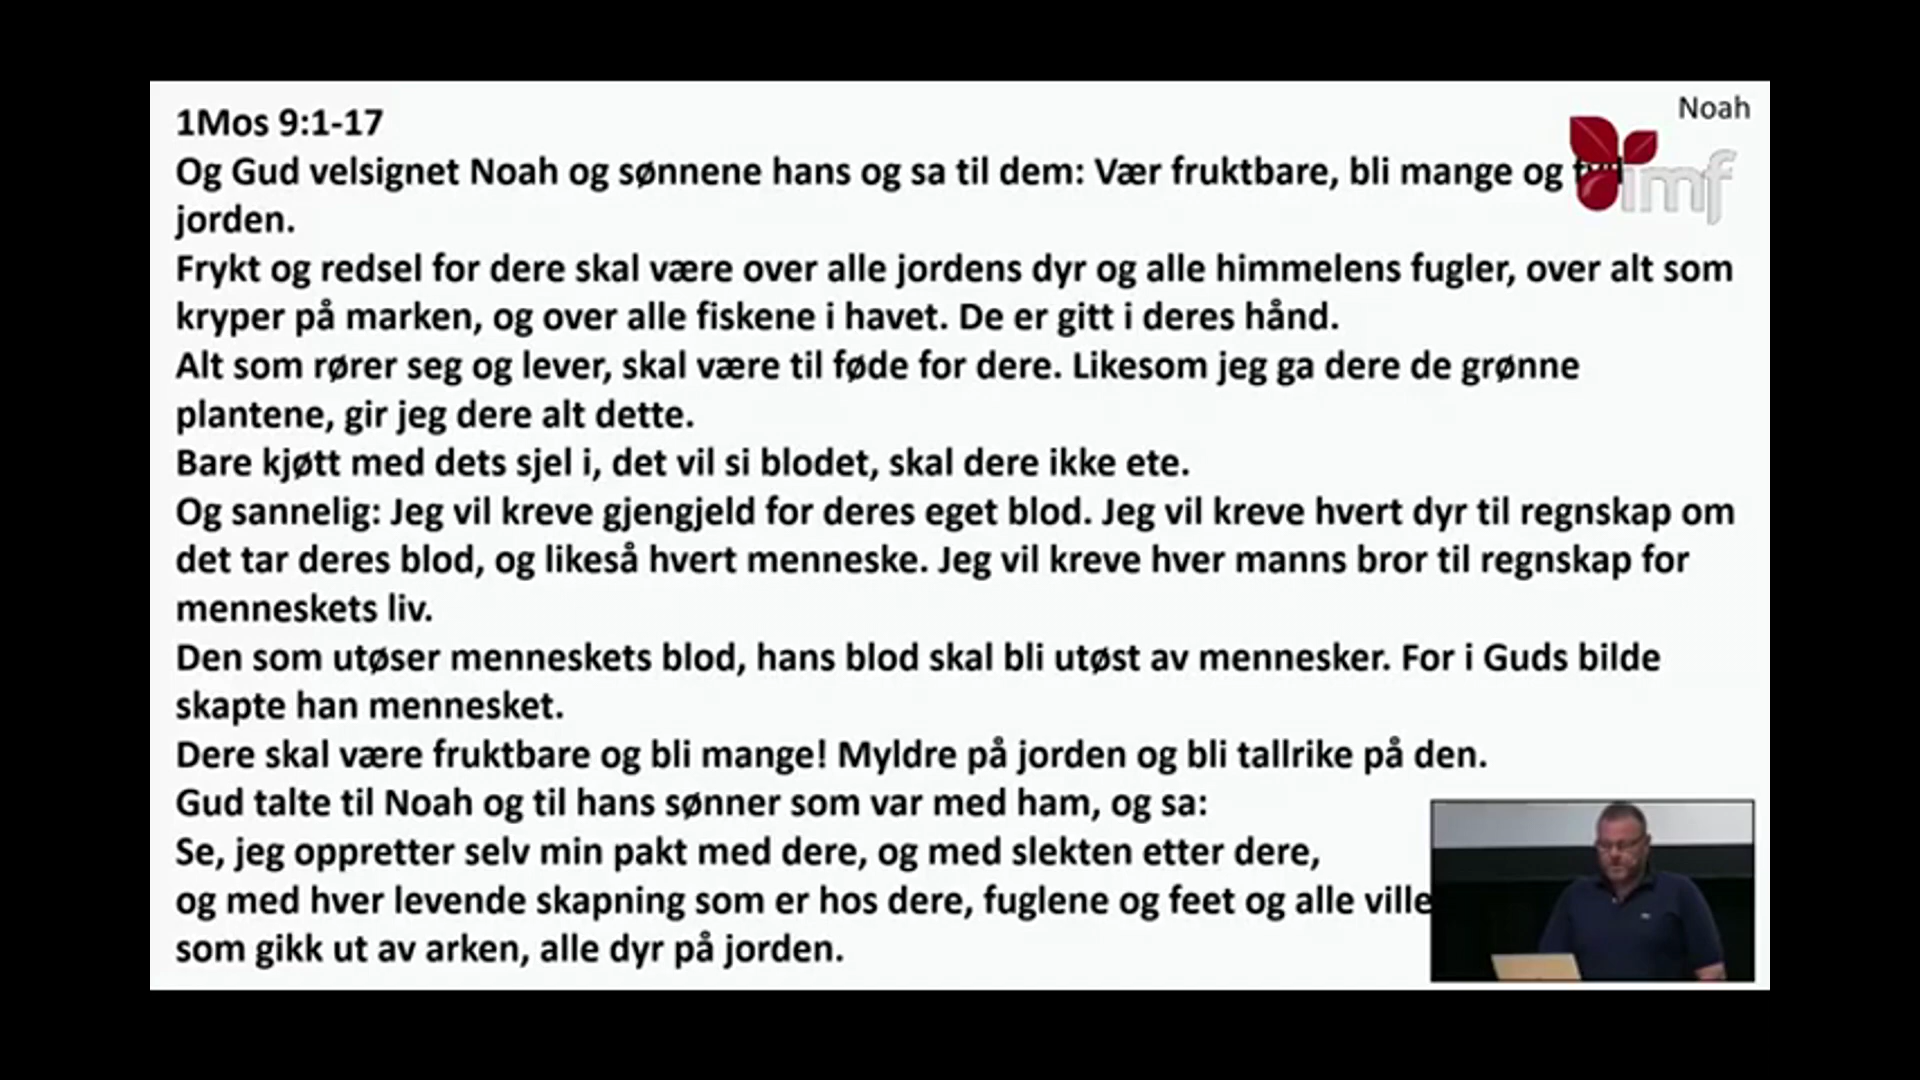 Noah
1Mos 9:1-17
Og Gud velsignet Noah og sønnene hans og sa til dem: Vær fruktbare, bli mange og
imf
jorden.
Frykt og redsel for dere skal være over alle jordens dyr og alle himmelens fugler, over alt som
kryper på marken, og over alle fiskene i havet. De er gitt i deres hånd.
Alt som rører seg og lever, skal være til føde for dere. Likesom jeg ga dere de grønne
plantene, gir jeg dere alt dette.
Bare kjøtt med dets sjel i, det vil si blodet, skal dere ikke ete.
Og sannelig: Jeg vil kreve gjengjeld for deres eget blod. Jeg vil kreve hvert dyr til regnskap om
det tar deres blod, og likeså hvert menneske. Jeg vil kreve hver manns bror til regnskap for
menneskets liv.
Den som utøser menneskets blod, hans blod skal bli utøst av mennesker. For i Guds bilde
skapte han mennesket.
Dere skal være fruktbare og bli mange! Myldre på jorden og bli tallrike på den.
Gud talte til Noah og til hans sønner som var med ham, og sa:
Se, jeg oppretter selv min pakt med dere, og med slekten etter dere,
og med hver levende skapning som er hos dere, fuglene og feet og alle ville
som gikk ut av arken, alle dyr på jorden.